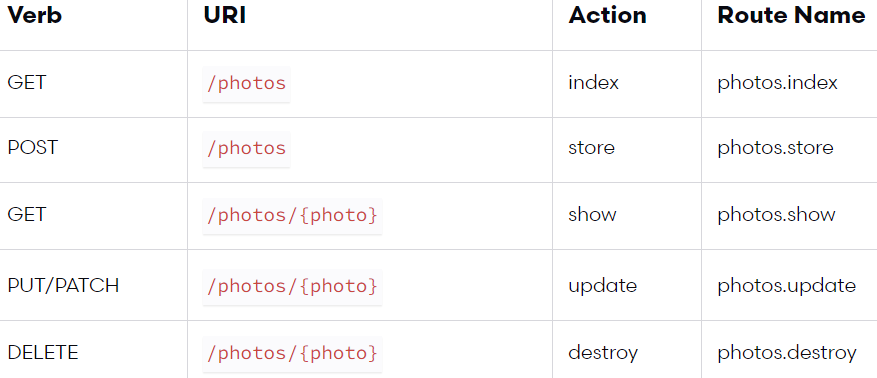 Verb URI Action Route Name
GET /photos index photos.index
POST /photos store photos.store
GET /photos/{photo} show photos.show
PUT/PATCH /photos/{photo} update photos.update
DELETE /photos/{photo} destroy photos.destroy